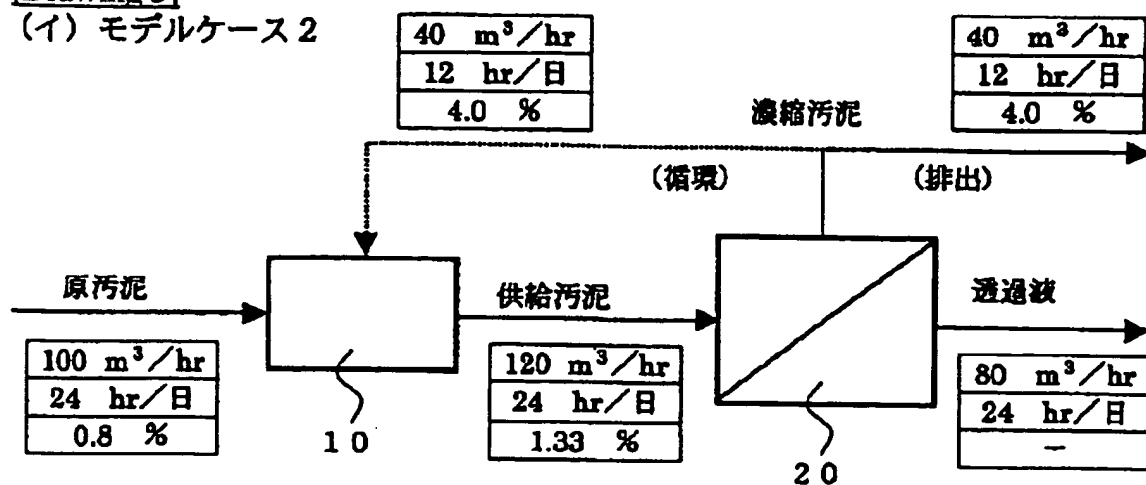 (イ) モデルケース2
40 m³/hr
12 hr/日
4.0 %
40 m³/hr
12 hr/日
4.0 %
濃縮汚泥
(循環)
(排出)
原汚泥
供給汚泥
透過液
100 m³/hr
24 hr/日
0.8 %
10
120 m³/hr
24 hr/日
1.33 %
20
80 m³/hr
24 hr/日
－